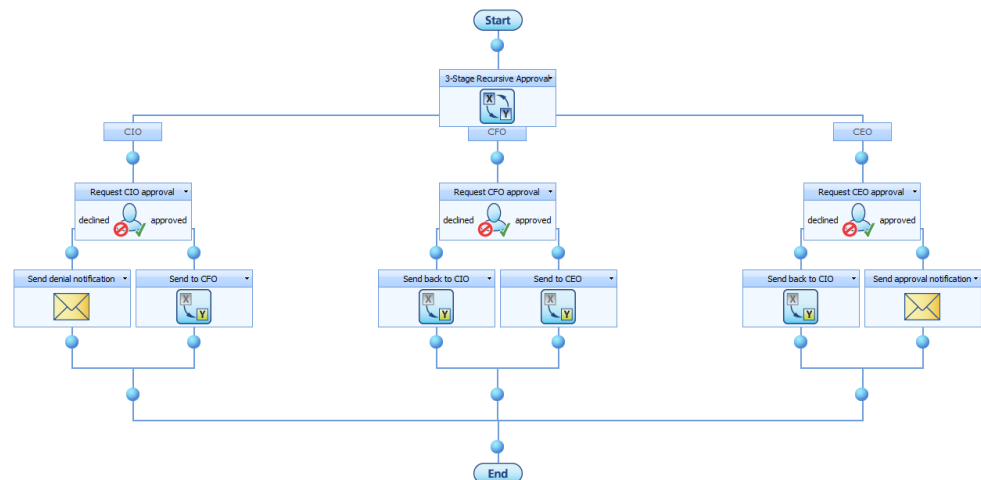 Start
3-Stage Recursive Approval
X
Y
CIO
CFO
CEO
Request CIO approval
declined approved
Request CFO approval
declined approved
Request CEO approval
declined approved
Send denial notification
Send to CFO
X
Y
Send back to CIO
X
Y
Send to CEO
X
Y
Send back to CIO
X
Y
Send approval notification
End